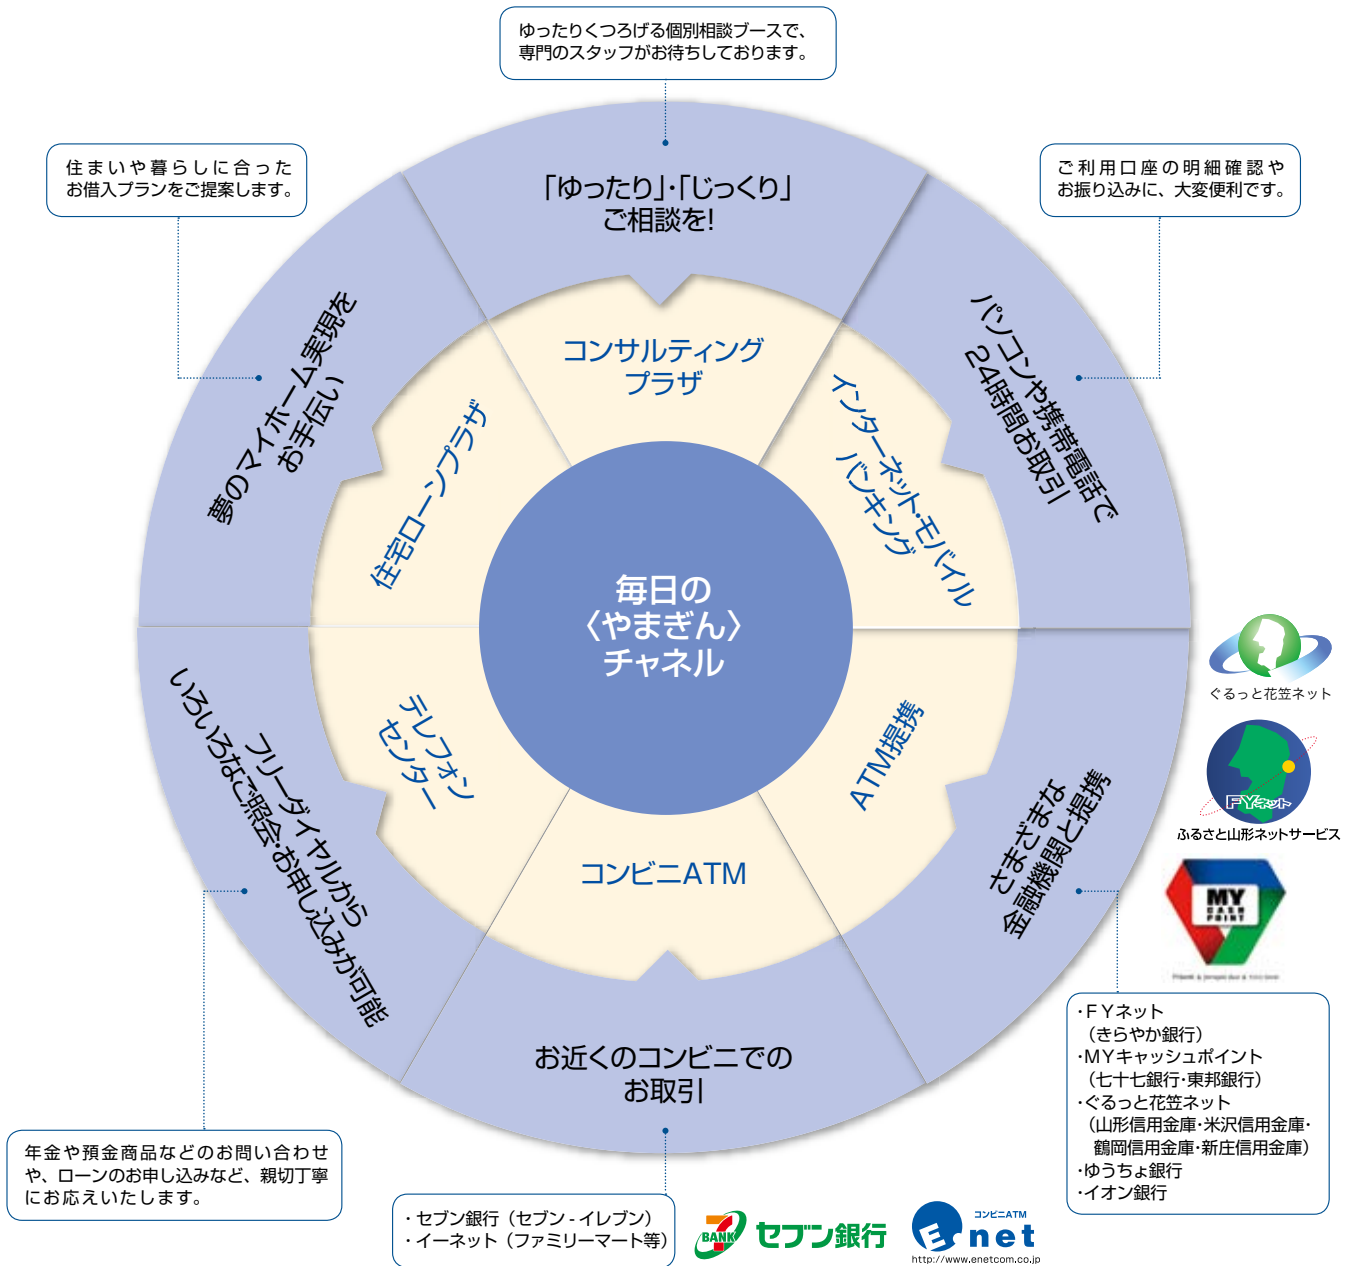 ゆったりくつろげる個別相談ブースで、
専門のスタッフがお待ちしております。
住まいや暮らしに合った
お借入プランをご提案します。
ご利用口座の明細確認や
お振り込みに、大変便利です。
「ゆったり」・「じっくり」
ご相談を!
コンサルティング
プラザ
夢のマイホーム実現を
お手伝い
住宅ローンプラザ
パソコンや携帯電話で
24時間お取引
インターネット・モバイル
バンキング
毎日の
〈やまぎん〉
チャネル
フリーダイヤルから
いろいろなご照会・お申し込みが可能
テレフォン
センター
ATM提携
さまざまな
金融機関と提携
コンビニATM
お近くのコンビニでの
お取引
ぐるっと花笠ネット
FYネット
ふるさと山形ネットサービス
MY
CASH
POINT
・FYネット
（きらやか銀行）
・MYキャッシュポイント
（七十七銀行・東邦銀行）
・ぐるっと花笠ネット
（山形信用金庫・米沢信用金庫・
鶴岡信用金庫・新庄信用金庫）
・ゆうちょ銀行
・イオン銀行
年金や預金商品などのお問い合わせ
や、ローンのお申し込みなど、親切丁寧
にお応えいたします。
・セブン銀行（セブン-イレブン）
・イーネット（ファミリーマート等）
7
BANK
セブン銀行
コンビニATM
E net
http://www.enetcom.co.jp